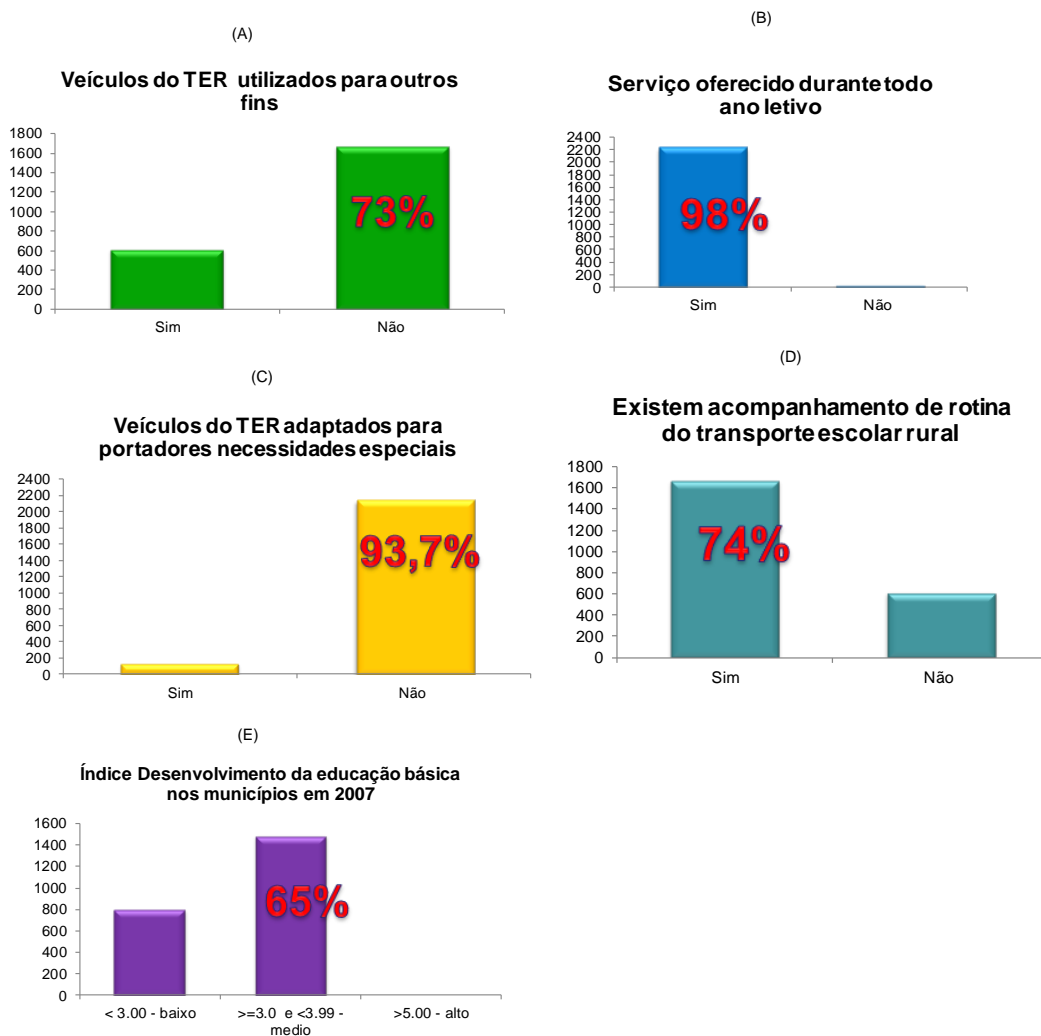 (A)
Veículos do TER utilizados para outros
fins
1800
1600
1400
1200
1000
800
600
400
200
0
73%
Sim
Não
(B)
Serviço oferecido durante todo
ano letivo
2400
2200
2000
1800
1600
1400
1200
1000
800
600
400
200
0
98%
Sim
Não
(C)
Veículos do TER adaptados para
portadores necessidades especiais
2400
2200
2000
1800
1600
1400
1200
1000
800
600
400
200
0
93,7%
Sim
Não
(D)
Existem acompanhamento de rotina
do transporte escolar rural
1800
1600
1400
1200
1000
800
600
400
200
0
74%
Sim
Não
(E)
Índice Desenvolvimento da educação básica
nos municípios em 2007
1600
1400
1200
1000
800
600
400
200
0
65%
< 3.00 - baixo
>=3.0 e <3.99 -
medio
>5.00 - alto